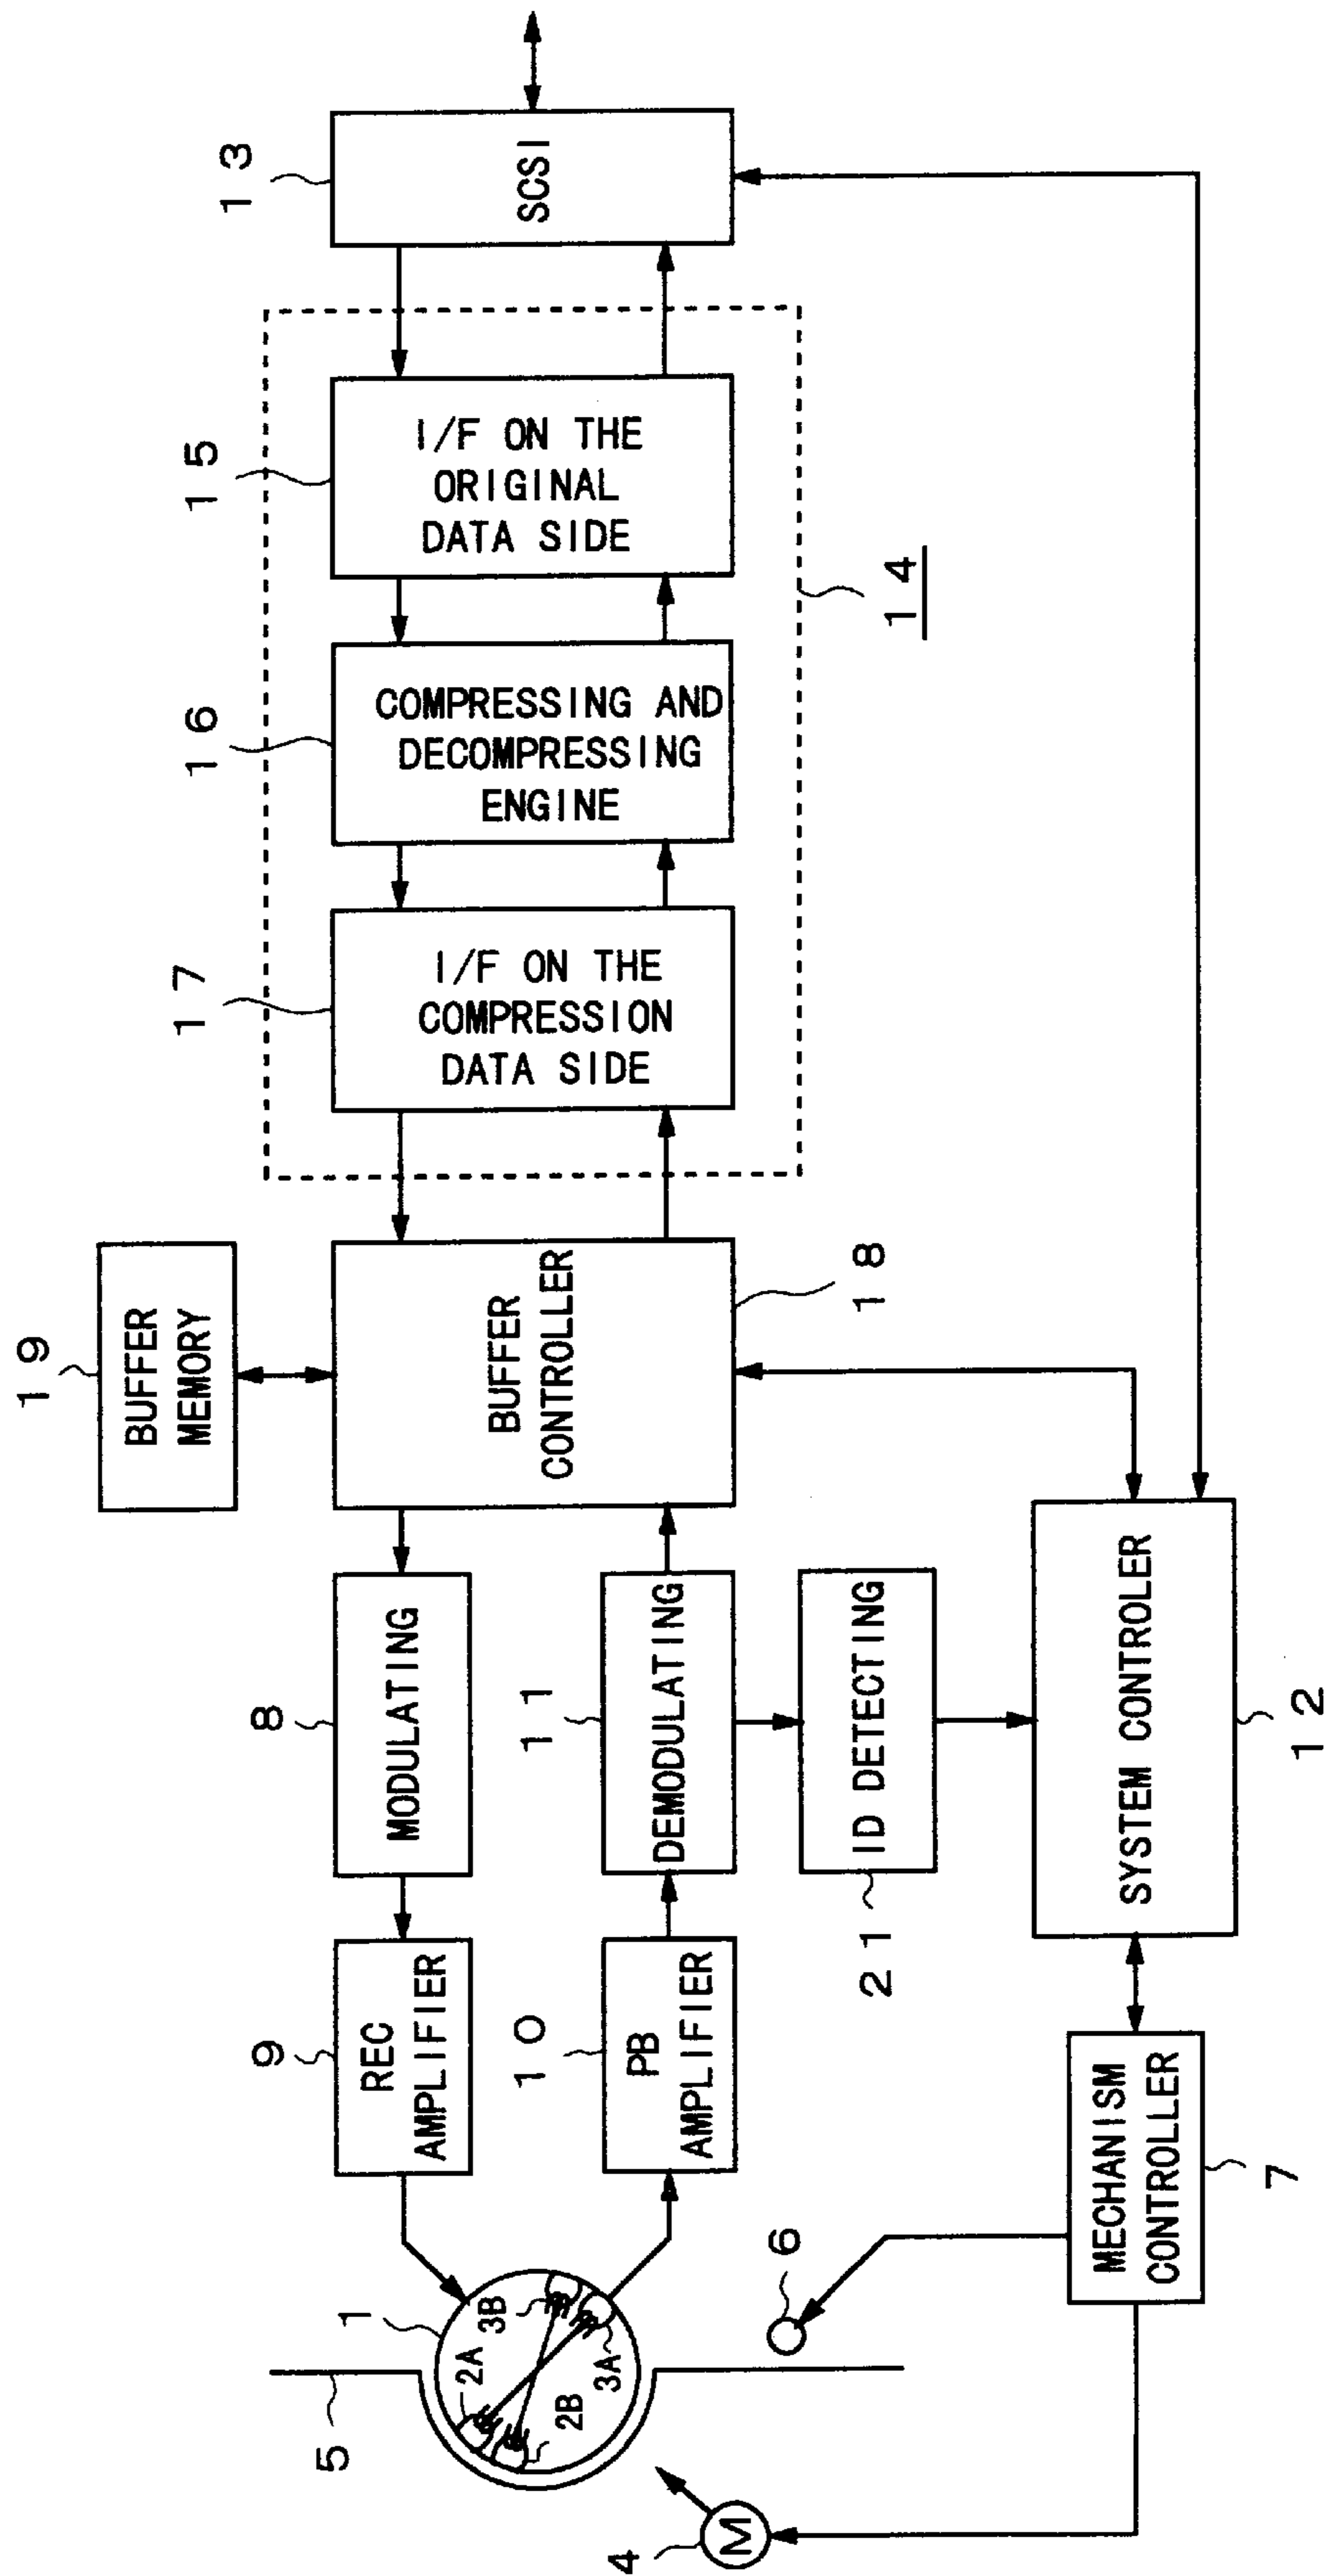 19
BUFFER
MEMORY
13
SCSI
15
I/F ON THE
ORIGINAL
DATA SIDE
16
COMPRESSING AND
DECOMPRESSING
ENGINE
17
I/F ON THE
COMPRESSION
DATA SIDE
14
BUFFER
CONTROLLER
18
8
MODULATING
9
REC
AMPLIFIER
10
PB
AMPLIFIER
11
DEMODULATING
ID DETECTING
21
SYSTEM CONTROLER
12
MECHANISM
CONTROLLER
7
1
2A
3B
2B
3A
5
6
4
M